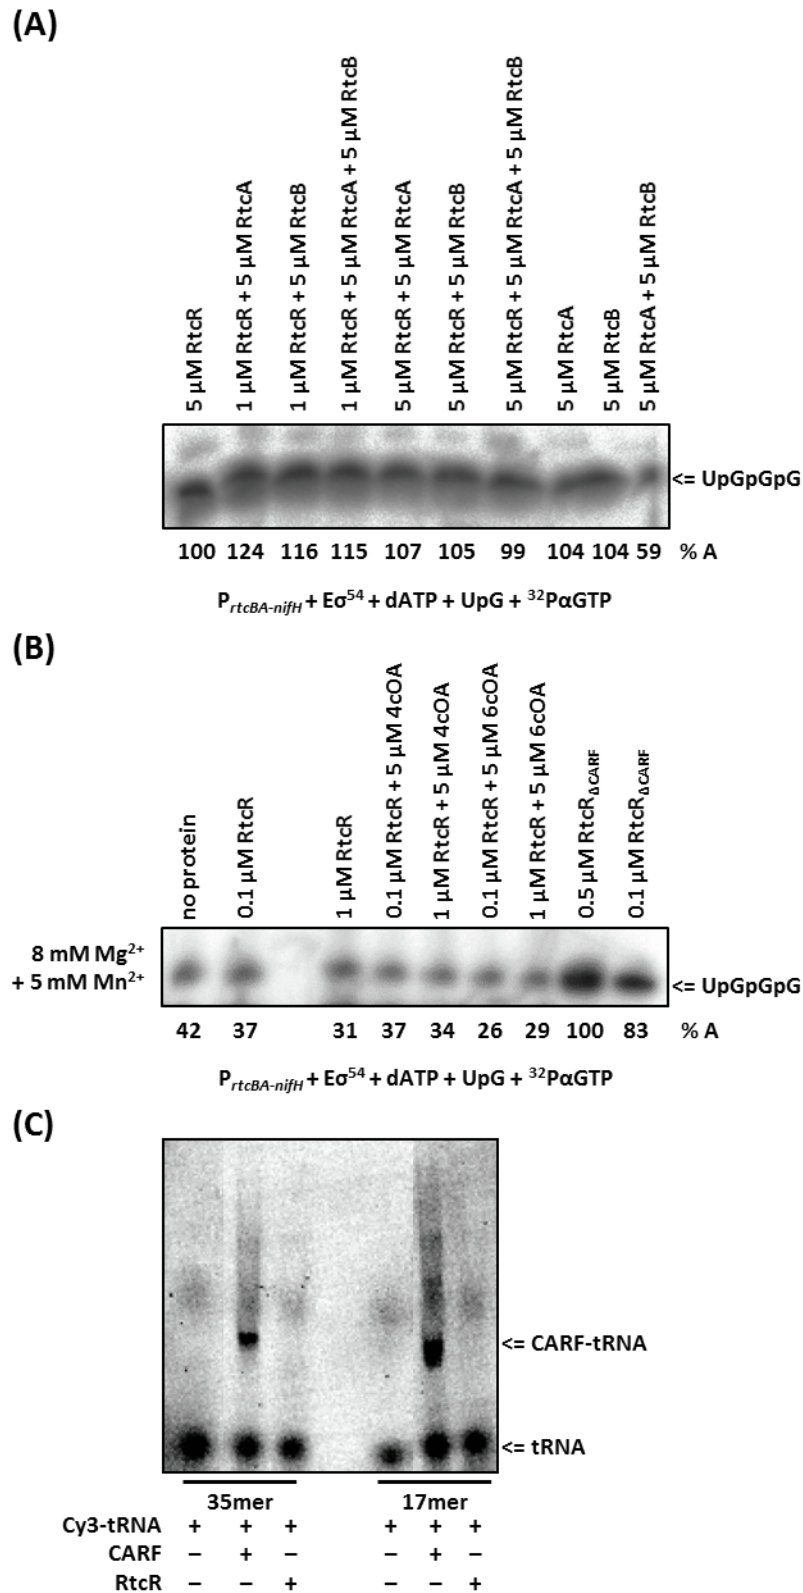 (A)
5 μM RtcR
1 μM RtcR + 5 μM RtcA
1 μM RtcR + 5 μM RtcB
1 μM RtcR + 5 μM RtcA + 5 μM RtcB
5 μM RtcR + 5 μM RtcA
5 μM RtcR + 5 μM RtcB
5 μM RtcR + 5 μM RtcA + 5 μM RtcB
5 μM RtcA
5 μM RtcB
5 μM RtcA + 5 μM RtcB
<= UpGpGpG
100 124 116 115 107 105 99 104 104 59 % A
PrtcBA-nifH + Eσ⁵⁴ + dATP + UpG + ³²PαGTP
(B)
no protein
0.1 μM RtcR
1 μM RtcR
0.1 μM RtcR + 5 μM 4cOA
1 μM RtcR + 5 μM 4cOA
0.1 μM RtcR + 5 μM 6cOA
1 μM RtcR + 5 μM 6cOA
0.5 μM RtcRΔCARF
0.1 μM RtcRΔCARF
8 mM Mg²⁺
+ 5 mM Mn²⁺
<= UpGpGpG
42 37 31 37 34 26 29 100 83 % A
PrtcBA-nifH + Eσ⁵⁴ + dATP + UpG + ³²PαGTP
(C)
<= CARF-tRNA
<= tRNA
35mer 17mer
Cy3-tRNA + + + + + +
CARF – + – – + –
RtcR – – + – – +